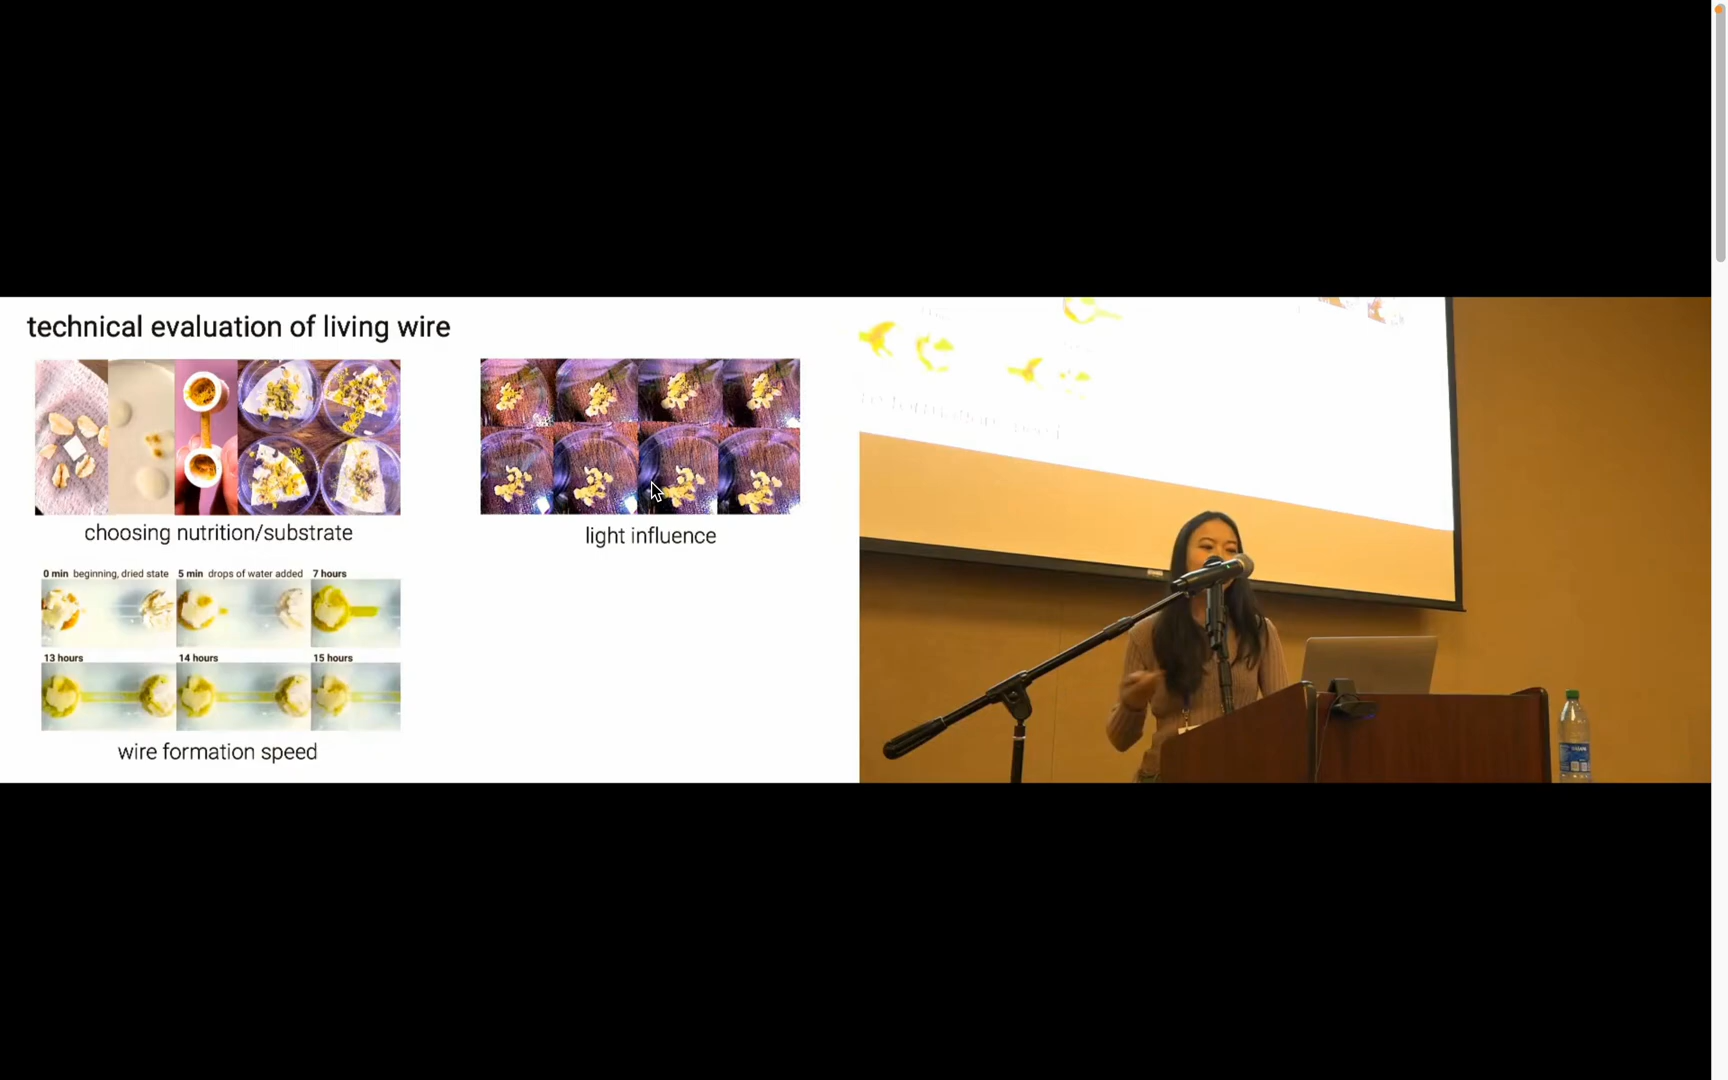 technical evaluation of living wire
choosing nutrition/substrate
light influence
0 min beginning, dried state
5 min drops of water added
7 hours
13 hours
14 hours
15 hours
wire formation speed